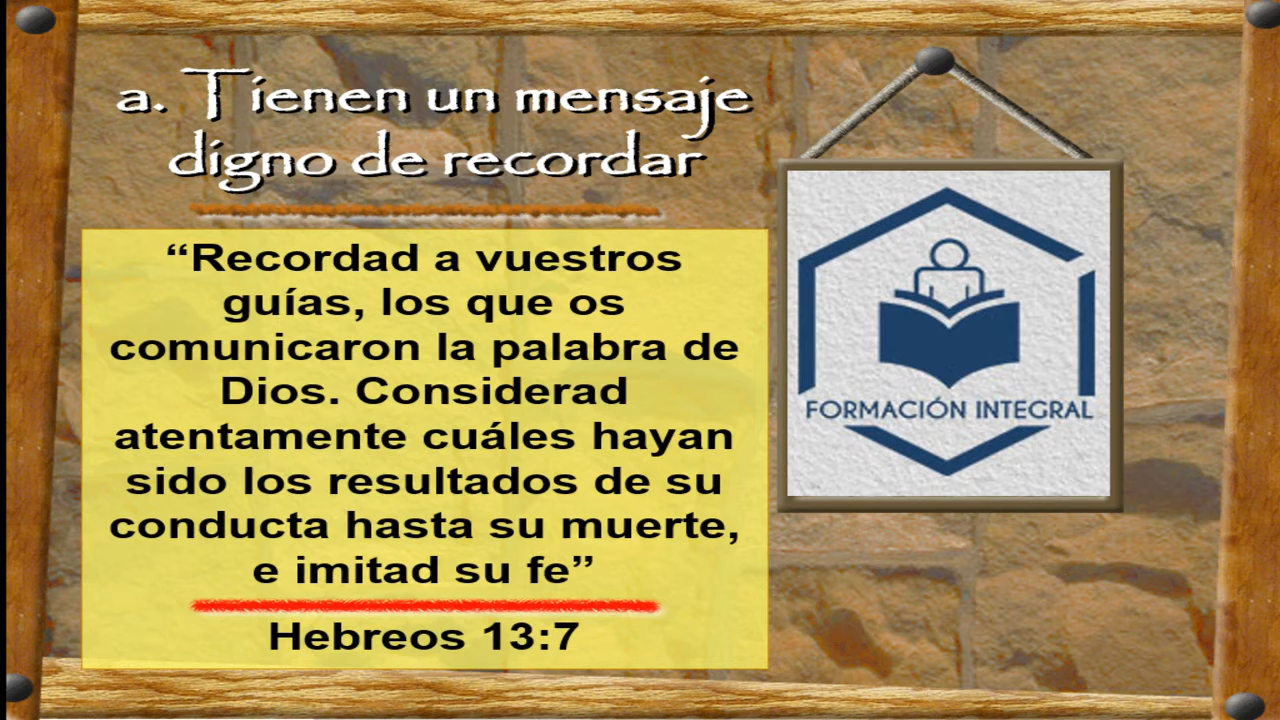 a. Tienen un mensaje
digno de recordar
“Recordad a vuestros
guías, los que os
comunicaron la palabra de
Dios. Considerad
atentamente cuáles hayan
sido los resultados de su
conducta hasta su muerte,
e imitad su fe”
Hebreos 13:7
FORMACIÓN INTEGRAL